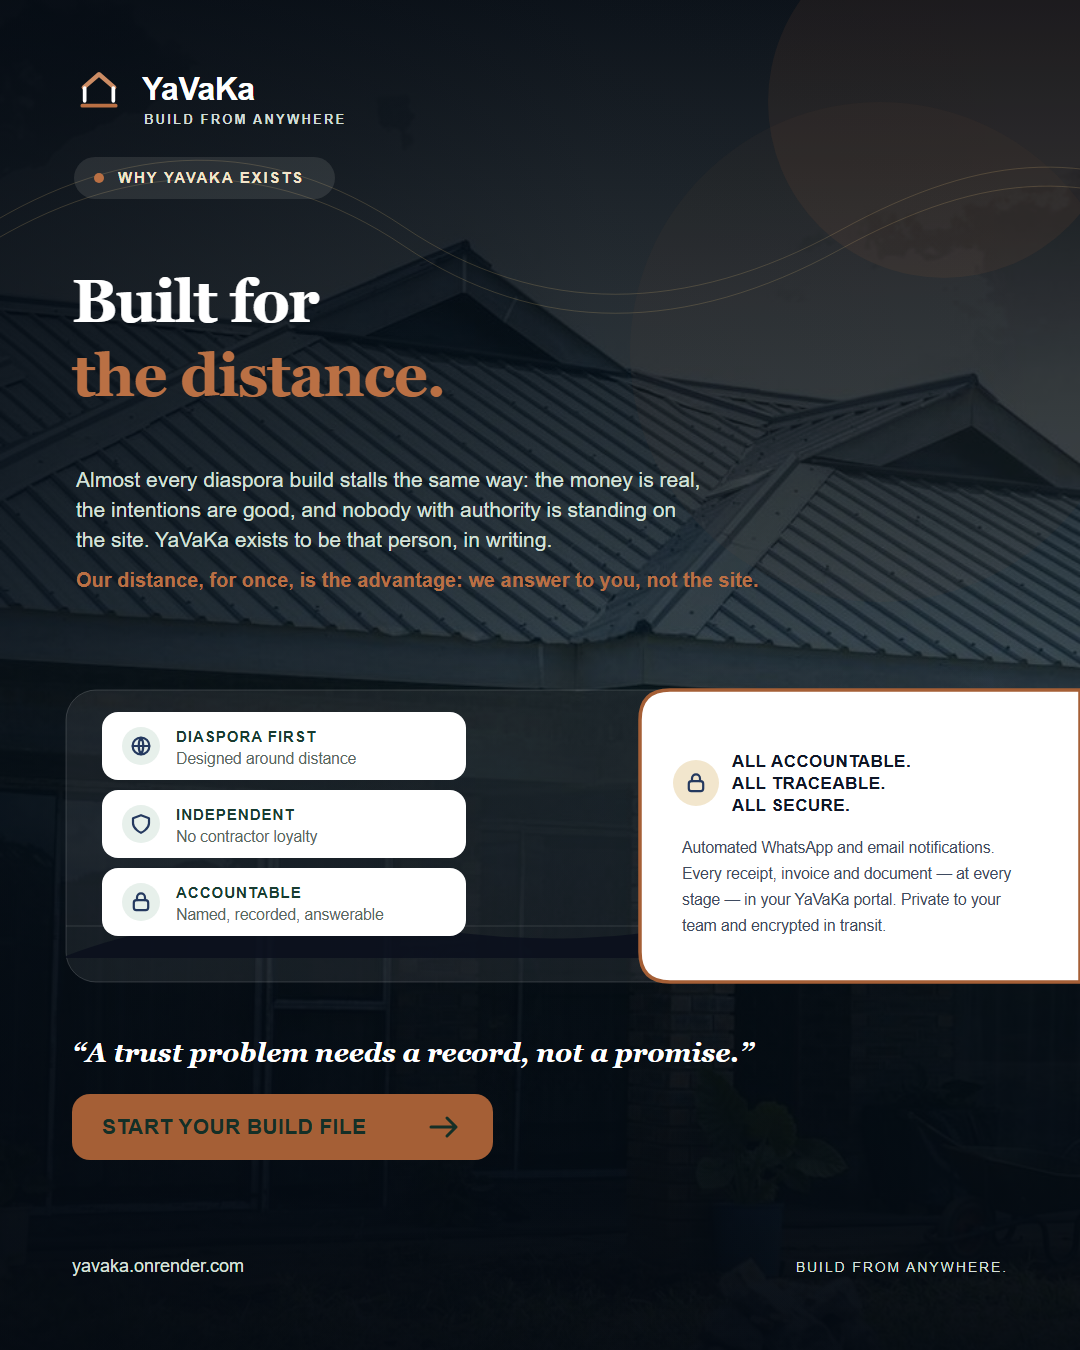 YaVaKa
BUILD FROM ANYWHERE
WHY YAVAKA EXISTS
Built for
the distance.
Almost every diaspora build stalls the same way: the money is real,
the intentions are good, and nobody with authority is standing on
the site. YaVaKa exists to be that person, in writing.
Our distance, for once, is the advantage: we answer to you, not the site.
DIASPORA FIRST
Designed around distance
INDEPENDENT
No contractor loyalty
ACCOUNTABLE
Named, recorded, answerable
ALL ACCOUNTABLE.
ALL TRACEABLE.
ALL SECURE.
Automated WhatsApp and email notifications.
Every receipt, invoice and document — at every
stage — in your YaVaKa portal. Private to your
team and encrypted in transit.
“A trust problem needs a record, not a promise.”
START YOUR BUILD FILE
yavaka.onrender.com
BUILD FROM ANYWHERE.